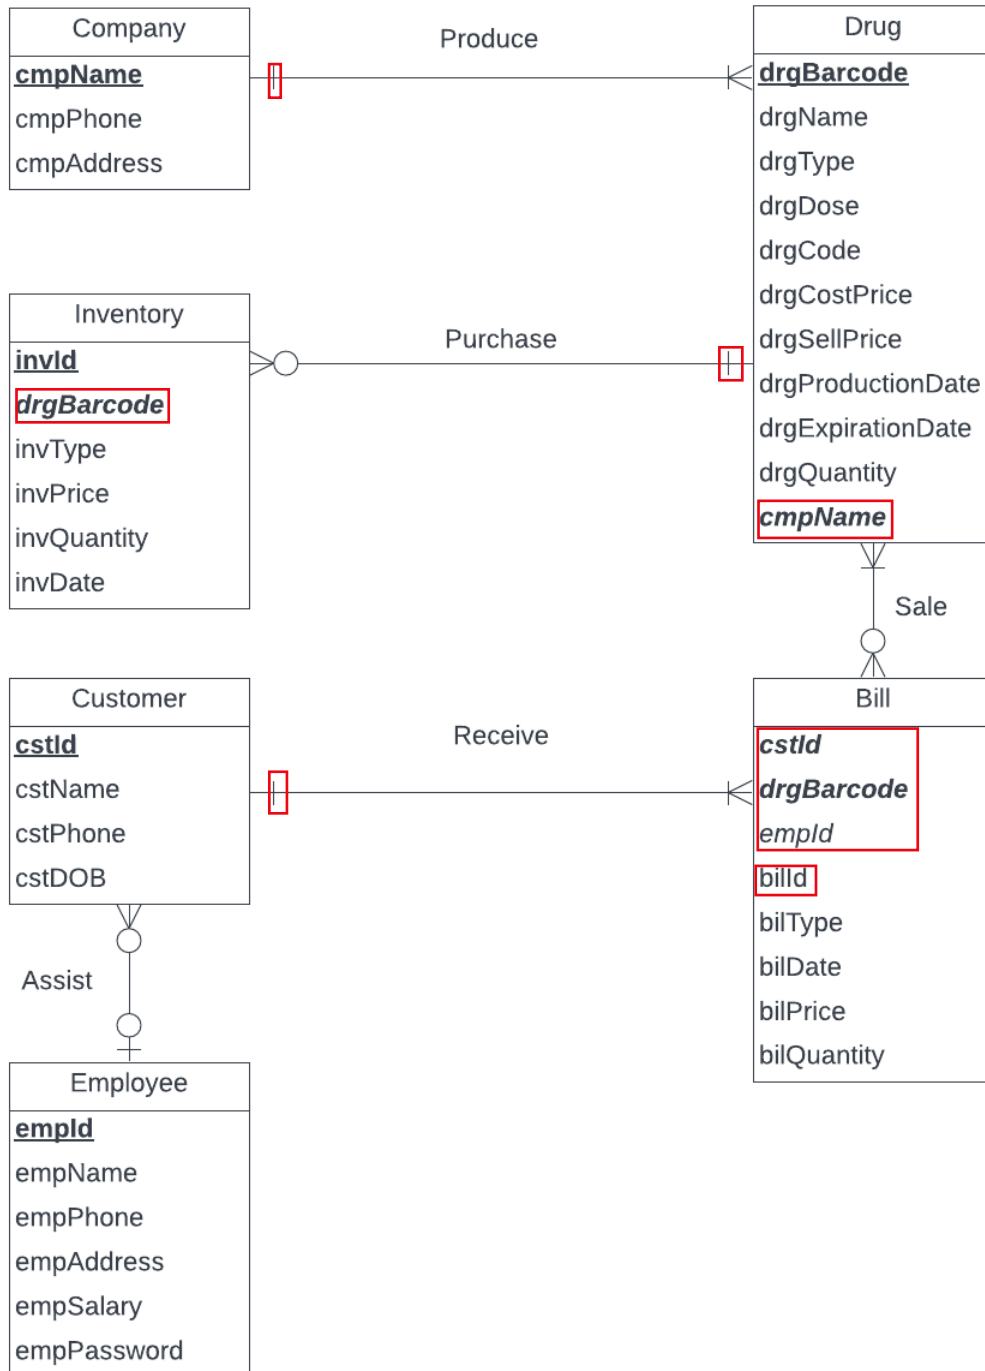 Company
cmpName
cmpPhone
cmpAddress
Produce
Drug
drgBarcode
drgName
drgType
drgDose
drgCode
drgCostPrice
drgSellPrice
drgProductionDate
drgExpirationDate
drgQuantity
cmpName
Inventory
invId
drgBarcode
invType
invPrice
invQuantity
invDate
Purchase
Sale
Customer
cstId
cstName
cstPhone
cstDOB
Receive
Bill
cstId
drgBarcode
empId
bilId
bilType
bilDate
bilPrice
bilQuantity
Assist
Employee
empId
empName
empPhone
empAddress
empSalary
empPassword